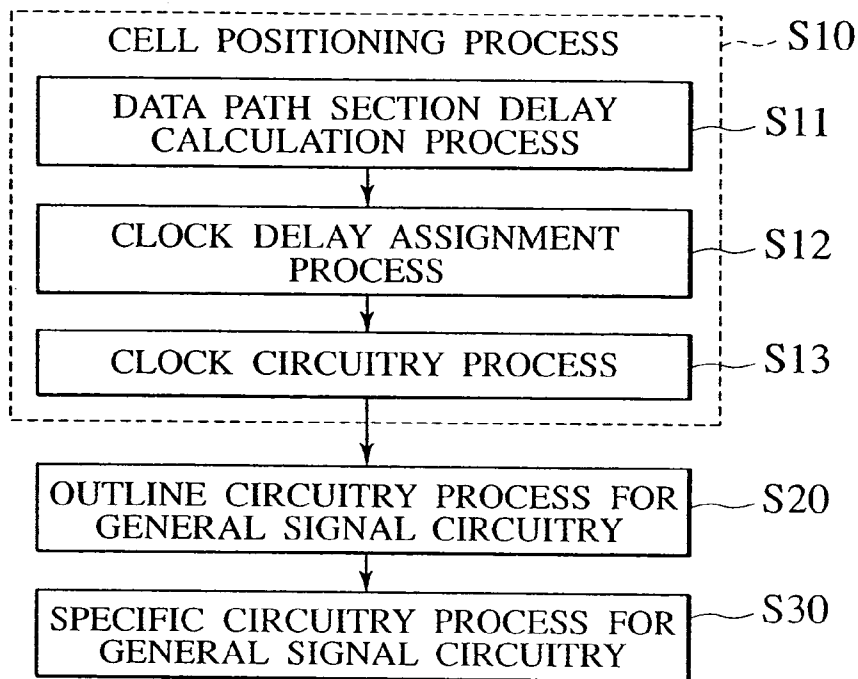 CELL POSITIONING PROCESS
S10
DATA PATH SECTION DELAY
CALCULATION PROCESS
S11
CLOCK DELAY ASSIGNMENT
PROCESS
S12
CLOCK CIRCUITRY PROCESS
S13
OUTLINE CIRCUITRY PROCESS FOR
GENERAL SIGNAL CIRCUITRY
S20
SPECIFIC CIRCUITRY PROCESS FOR
GENERAL SIGNAL CIRCUITRY
S30